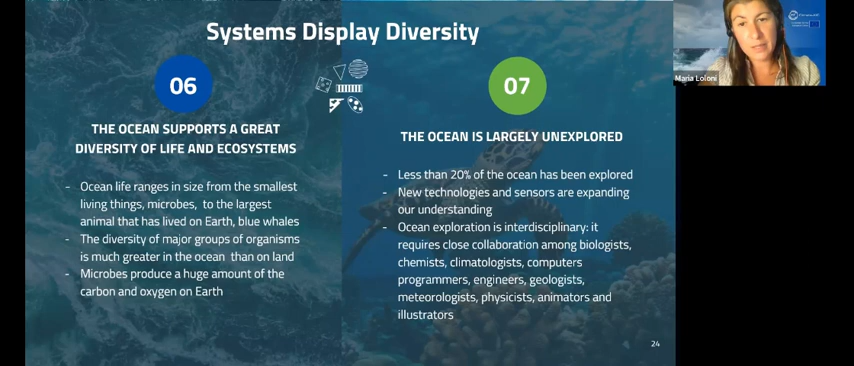 Systems Display Diversity
06
THE OCEAN SUPPORTS A GREAT
DIVERSITY OF LIFE AND ECOSYSTEMS
- Ocean life ranges in size from the smallest
living things, microbes, to the largest
animal that has lived on Earth, blue whales
- The diversity of major groups of organisms
is much greater in the ocean than on land
- Microbes produce a huge amount of the
carbon and oxygen on Earth
07
THE OCEAN IS LARGELY UNEXPLORED
- Less than 20% of the ocean has been explored
- New technologies and sensors are expanding
our understanding
- Ocean exploration is interdisciplinary: it
requires close collaboration among biologists,
chemists, climatologists, computers
programmers, engineers, geologists,
meteorologists, physicists, animators and
illustrators
24
Maria Loloni